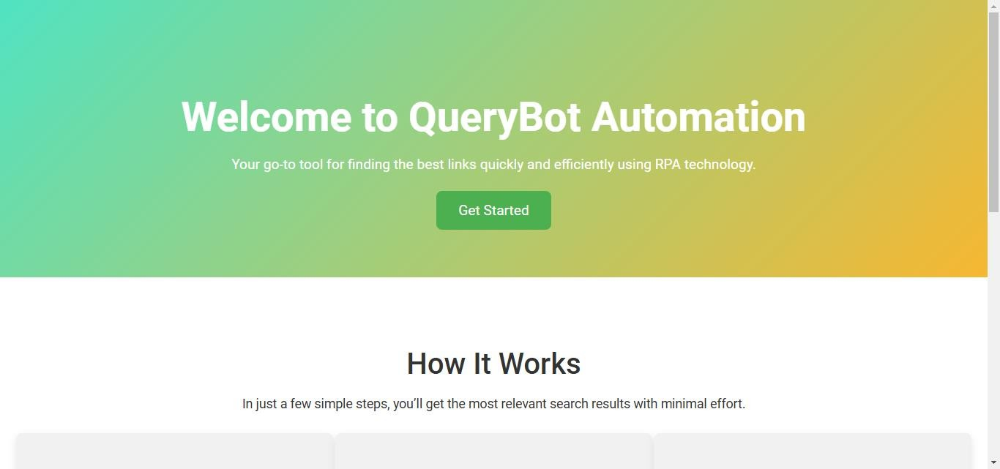 Welcome to QueryBot Automation
Your go-to tool for finding the best links quickly and efficiently using RPA technology.
Get Started
How It Works
In just a few simple steps, you’ll get the most relevant search results with minimal effort.